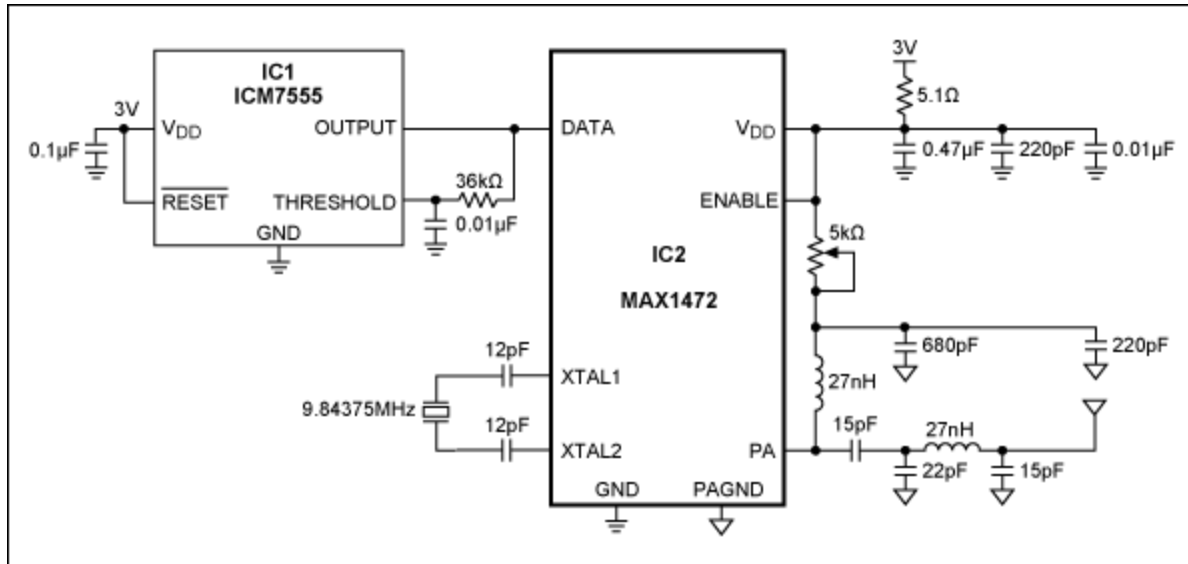 IC1
ICM7555
3V
VDD
OUTPUT
0.1µF
36kΩ
RESET
THRESHOLD
0.01µF
GND
DATA
VDD
ENABLE
IC2
MAX1472
XTAL1
XTAL2
PA
GND
PAGND
12pF
9.84375MHz
12pF
3V
5.1Ω
0.47µF
220pF
0.01µF
5kΩ
680pF
220pF
27nH
15pF
27nH
22pF
15pF